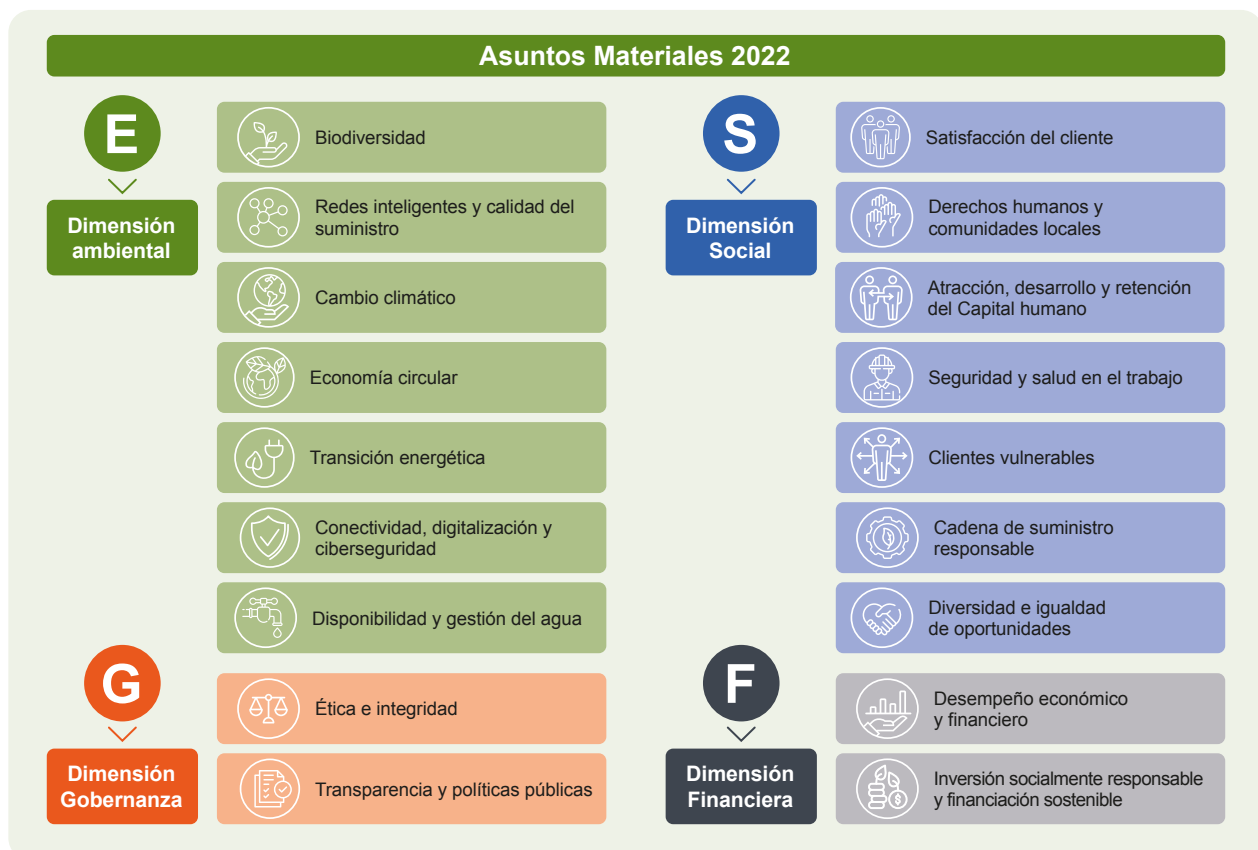 Asuntos Materiales 2022
E
Dimensión
ambiental
Biodiversidad
Redes inteligentes y calidad del
suministro
Cambio climático
Economía circular
Transición energética
Conectividad, digitalización y
ciberseguridad
Disponibilidad y gestión del agua
S
Dimensión
Social
Satisfacción del cliente
Derechos humanos y
comunidades locales
Atracción, desarrollo y retención
del Capital humano
Seguridad y salud en el trabajo
Clientes vulnerables
Cadena de suministro
responsable
Diversidad e igualdad
de oportunidades
G
Dimensión
Gobernanza
Ética e integridad
Transparencia y políticas públicas
F
Dimensión
Financiera
Desempeño económico
y financiero
Inversión socialmente responsable
y financiación sostenible
$